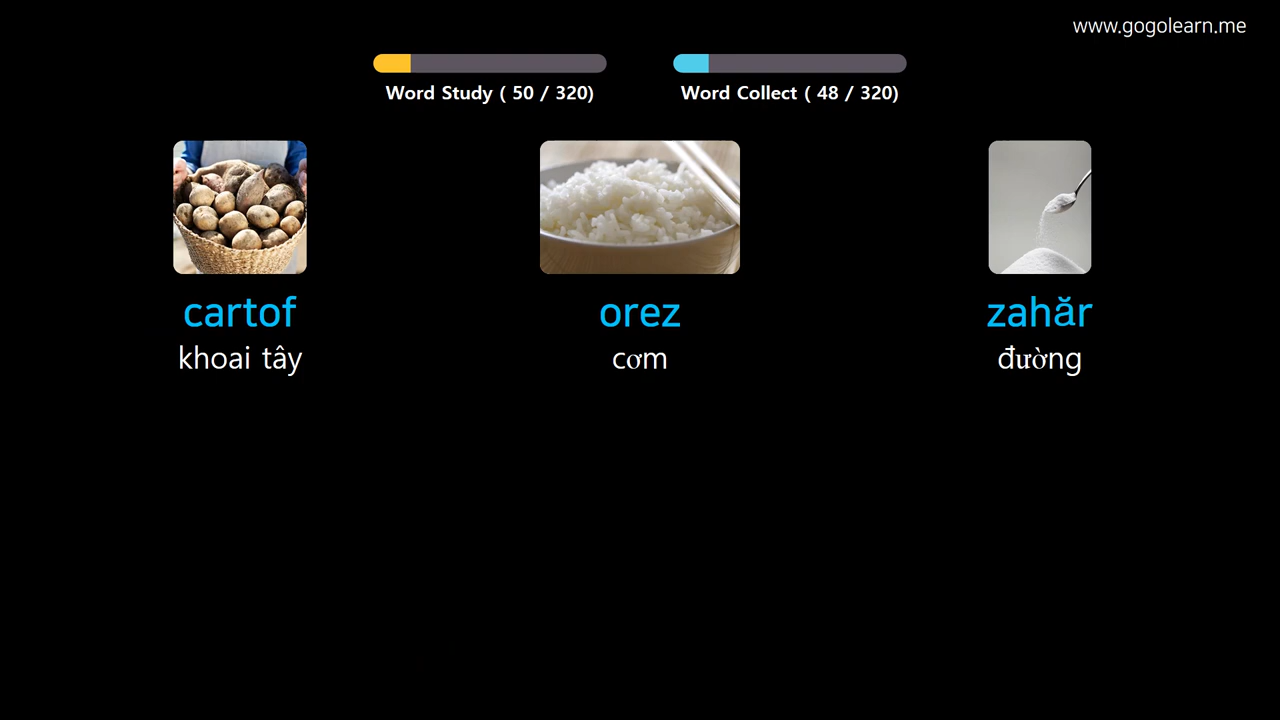 www.gogolearn.me
Word Study ( 50 / 320)
Word Collect ( 48 / 320)
cartof
khoai tây
orez
cơm
zahăr
đường